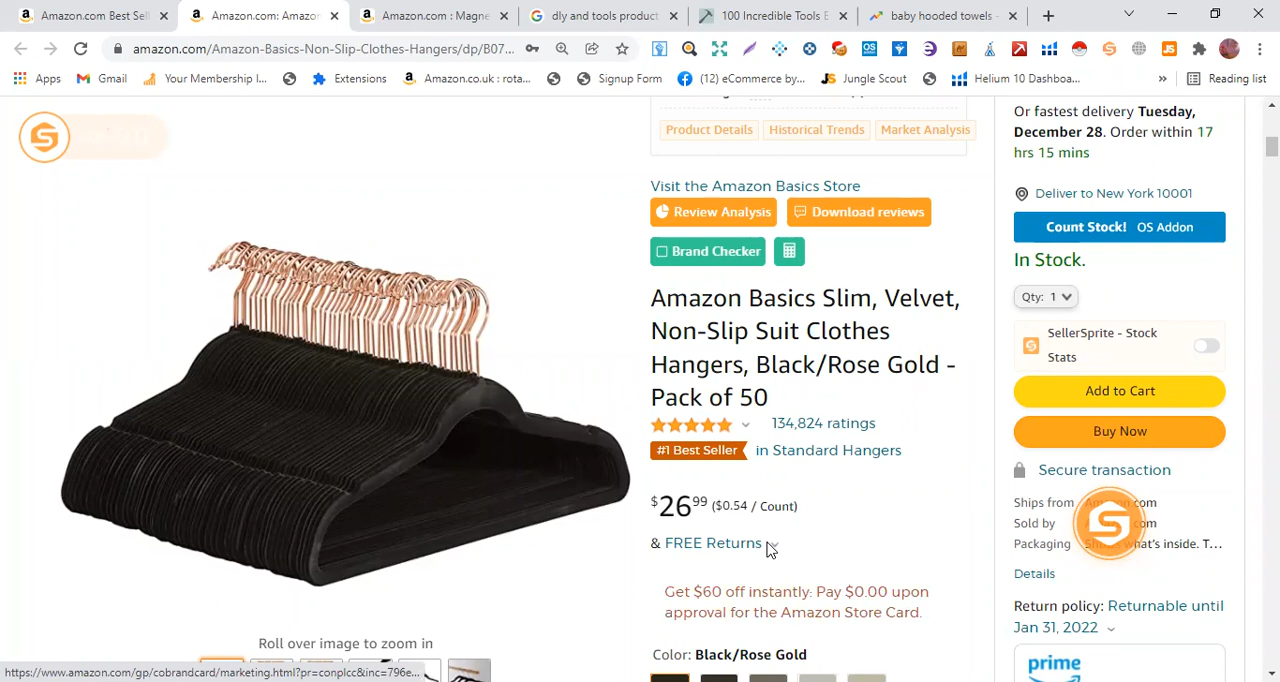 Amazon.com Best Sell
Amazon.com: Amazor
Amazon.com : Magne
dly and tools product
100 Incredible Tools E
baby hooded towels -
amazon.com/Amazon-Basics-Non-Slip-Clothes-Hangers/dp/B07...
Apps
Gmail
Your Membership I...
Extensions
Amazon.co.uk : rota...
Signup Form
(12) eCommerce by...
Jungle Scout
Helium 10 Dashboa...
»
Reading list
Product Details
Historical Trends
Market Analysis
Visit the Amazon Basics Store
Review Analysis
Download reviews
Brand Checker
Amazon Basics Slim, Velvet,
Non-Slip Suit Clothes
Hangers, Black/Rose Gold -
Pack of 50
134,824 ratings
#1 Best Seller
in Standard Hangers
$26 99 ($0.54 / Count)
& FREE Returns
Get $60 off instantly: Pay $0.00 upon
approval for the Amazon Store Card.
Color: Black/Rose Gold
Roll over image to zoom in
https://www.amazon.com/gp/cobrandcard/marketing.html?pr=conplcc&inc=796e...
Or fastest delivery Tuesday,
December 28. Order within 17
hrs 15 mins
Deliver to New York 10001
Count Stock! OS Addon
In Stock.
Qty: 1
SellerSprite - Stock
Stats
Add to Cart
Buy Now
Secure transaction
Ships from
Sold by
Packaging
what's inside. T...
Details
Return policy: Returnable until
Jan 31, 2022
prime